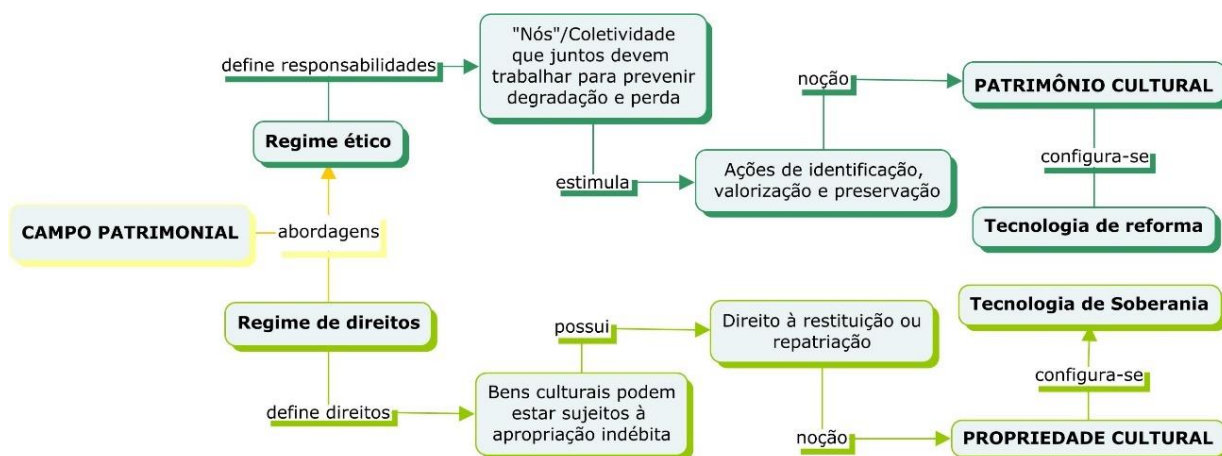 "Nós"/Coletividade
que juntos devem
trabalhar para prevenir
degradação e perda
define responsabilidades
noção
PATRIMÔNIO CULTURAL
Regime ético
estimula
Ações de identificação,
valorização e preservação
configura-se
Tecnologia de reforma
CAMPO PATRIMONIAL
abordagens
Regime de direitos
define direitos
Bens culturais podem
estar sujeitos à
apropriação indébita
possui
Direito à restituição ou
repatriação
noção
PROPRIEDADE CULTURAL
configura-se
Tecnologia de Soberania